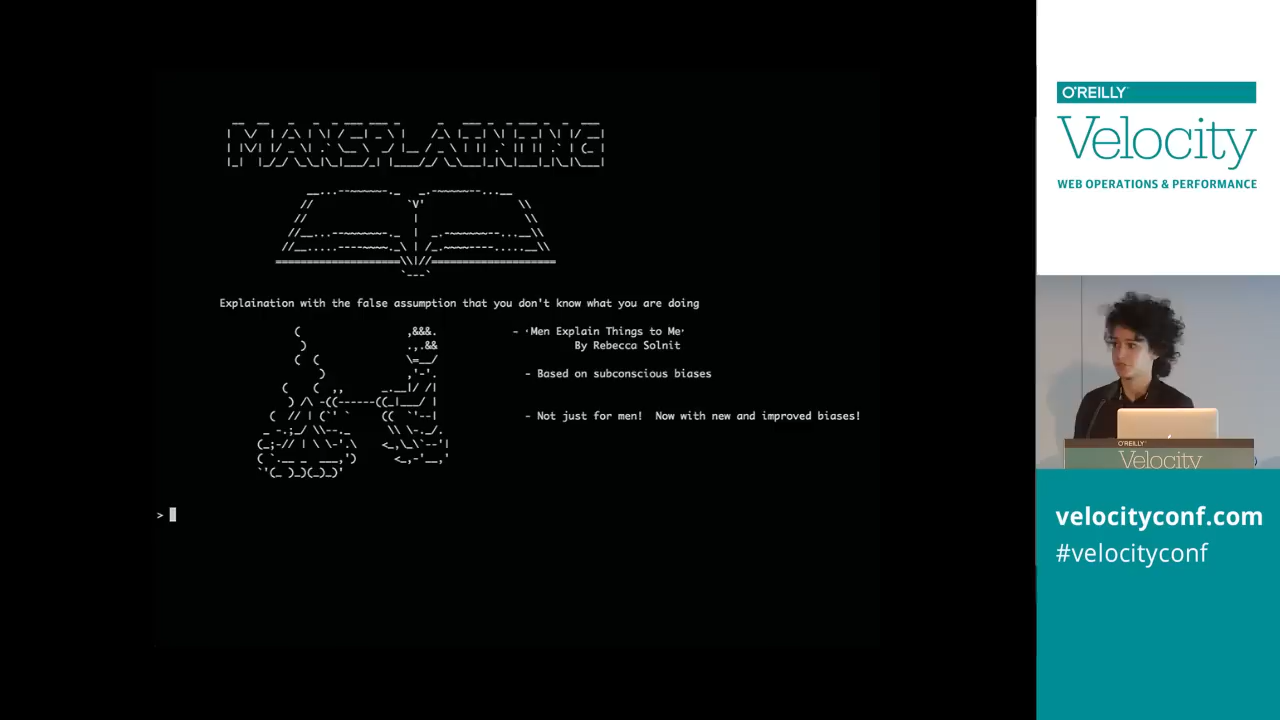 MANSPLAINING
Explaination with the false assumption that you don't know what you are doing
- 'Men Explain Things to Me'
By Rebecca Solnit
- Based on subconscious biases
- Not just for men! Now with new and improved biases!
>
O'REILLY
Velocity
WEB OPERATIONS & PERFORMANCE
O'REILLY
Velocity
velocityconf.com
#velocityconf